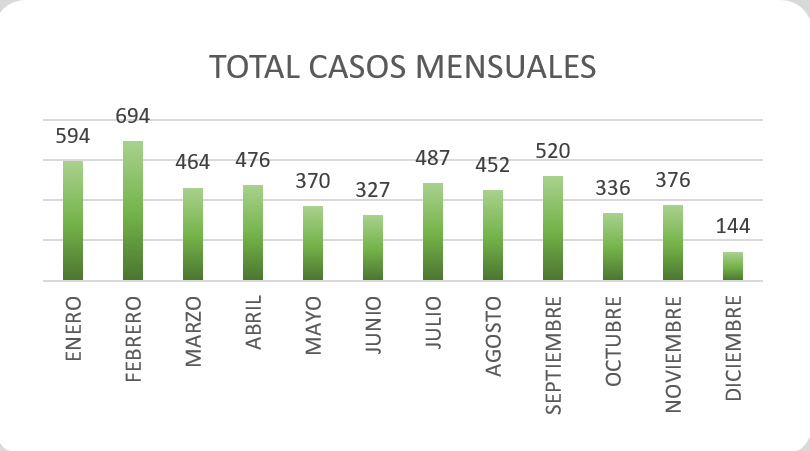 TOTAL CASOS MENSUALES
594
694
464
476
370
327
487
452
520
336
376
144
ENERO
FEBRERO
MARZO
ABRIL
MAYO
JUNIO
JULIO
AGOSTO
SEPTIEMBRE
OCTUBRE
NOVIEMBRE
DICIEMBRE